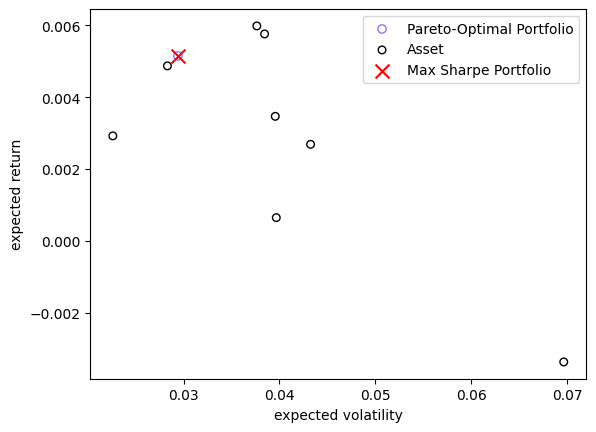 0.006
0.004
0.002
0.000
−0.002
expected return
Pareto-Optimal Portfolio
Asset
Max Sharpe Portfolio
0.03 0.04 0.05 0.06 0.07
expected volatility